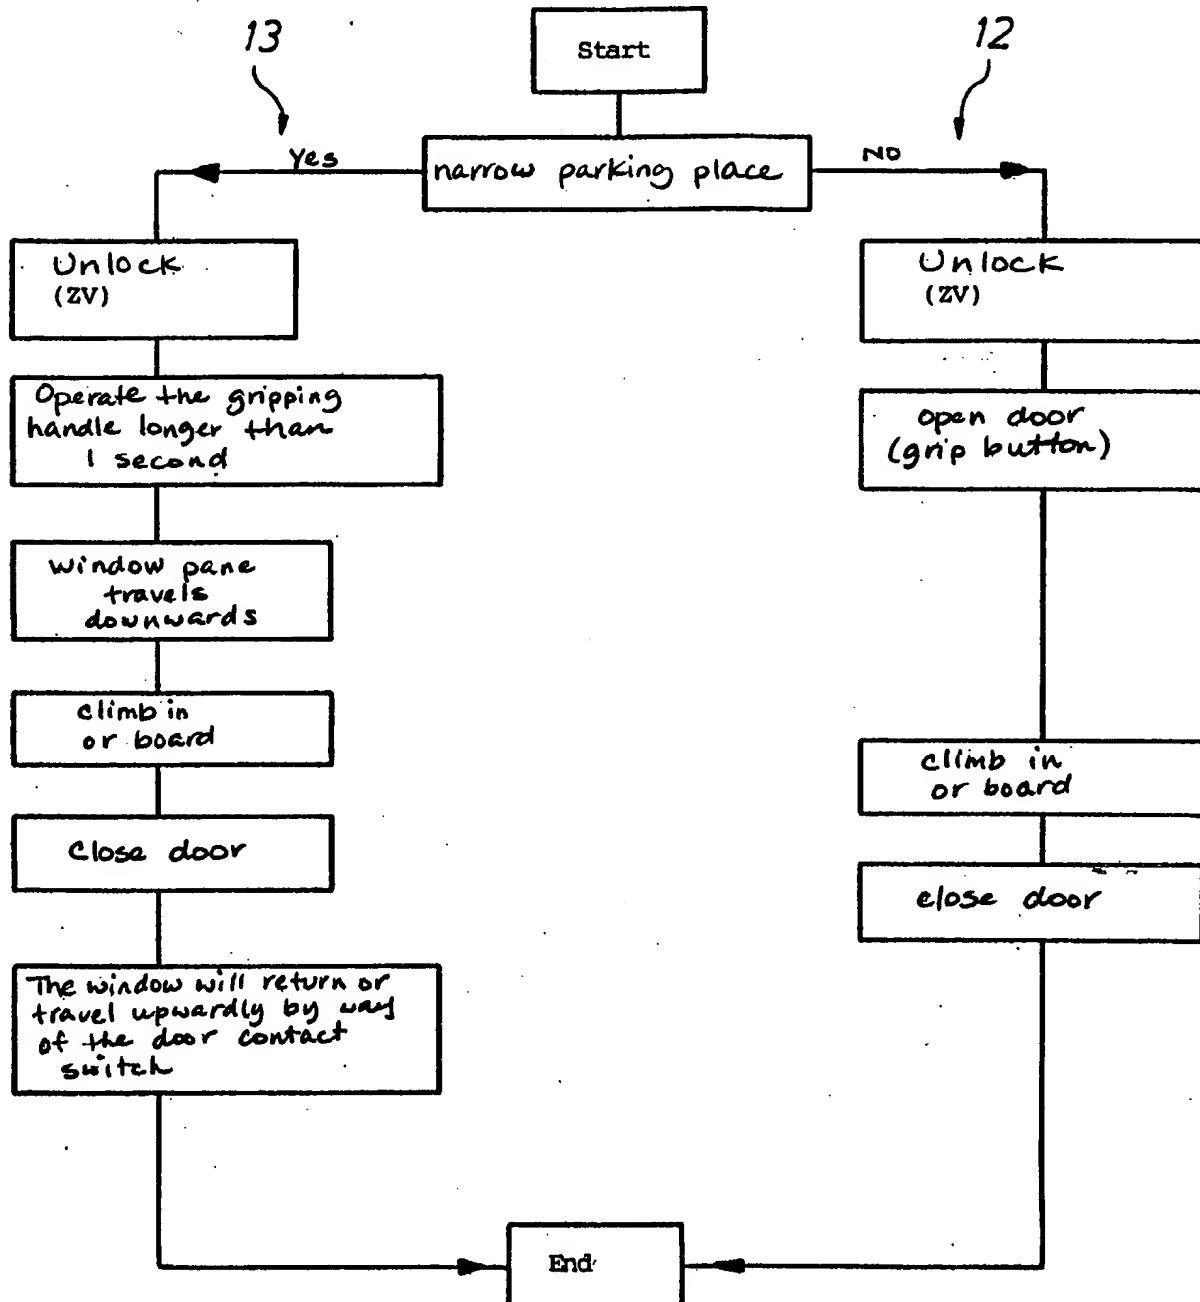 13
Start
12
Yes
narrow parking place
No
Unlock
(ZV)
Operate the gripping
handle longer than
1 second
window pane
travels
downwards
climb in
or board
close door
The window will return or
travel upwardly by way
of the door contact
switch
Unlock
(ZV)
open door
(grip button)
climb in
or board
close door
End